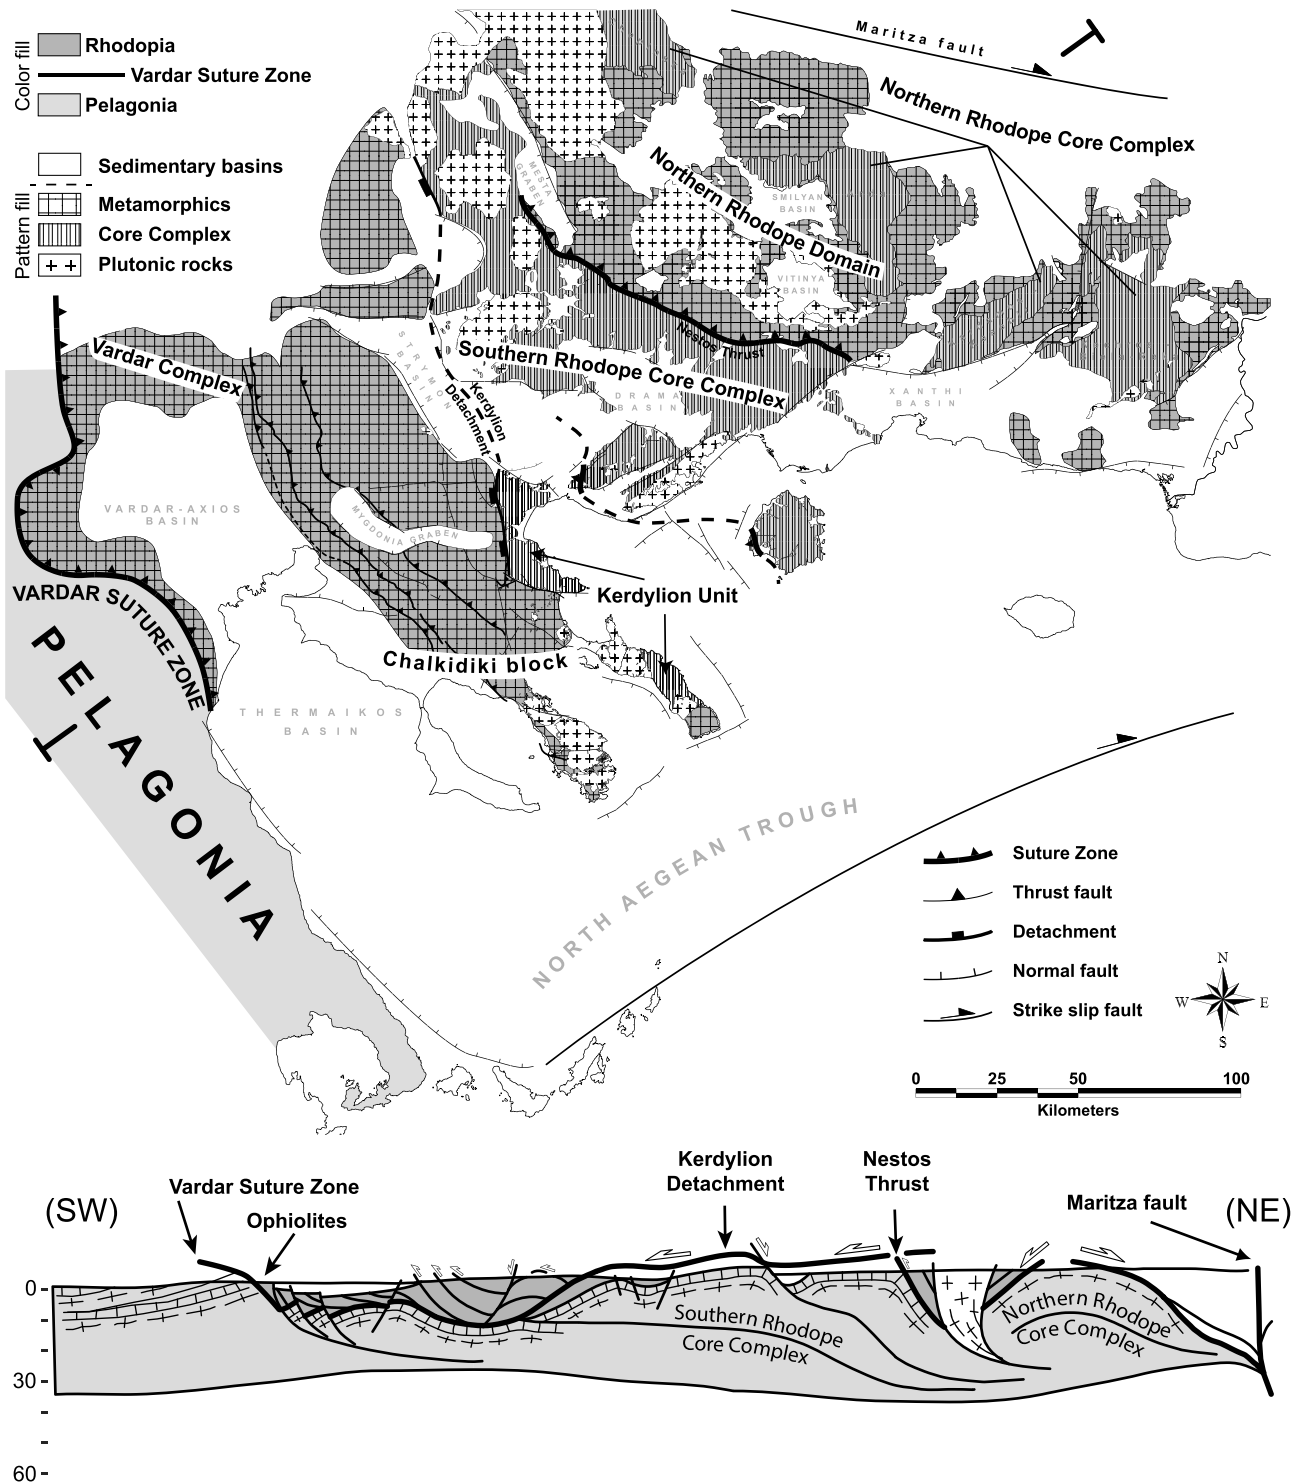 Color fill
Rhodopia
Vardar Suture Zone
Pelagonia
Pattern fill
Sedimentary basins
Metamorphics
Core Complex
Plutonic rocks
Maritza fault
Northern Rhodope Core Complex
Northern Rhodope Domain
MESTA
GRABEN
SMILYAN
BASIN
VITINYA
BASIN
Nestos Thrust
Southern Rhodope Core Complex
STRYMON
BASIN
Kerdylion
Detachment
DRAMA
BASIN
XANTHI
BASIN
Vardar Complex
VARDAR-AXIOS
BASIN
MYGDONIA GRABEN
VARDAR SUTURE ZONE
Kerdylion Unit
Chalkidiki block
PELAGONIA
THERMAIKOS
BASIN
NORTH AEGEAN TROUGH
Suture Zone
Thrust fault
Detachment
Normal fault
Strike slip fault
N
W E
S
0 25 50 100
Kilometers
(SW)
Vardar Suture Zone
Ophiolites
Kerdylion
Detachment
Nestos
Thrust
Maritza fault
(NE)
0
30
60
Southern Rhodope
Core Complex
Northern Rhodope
Core Complex